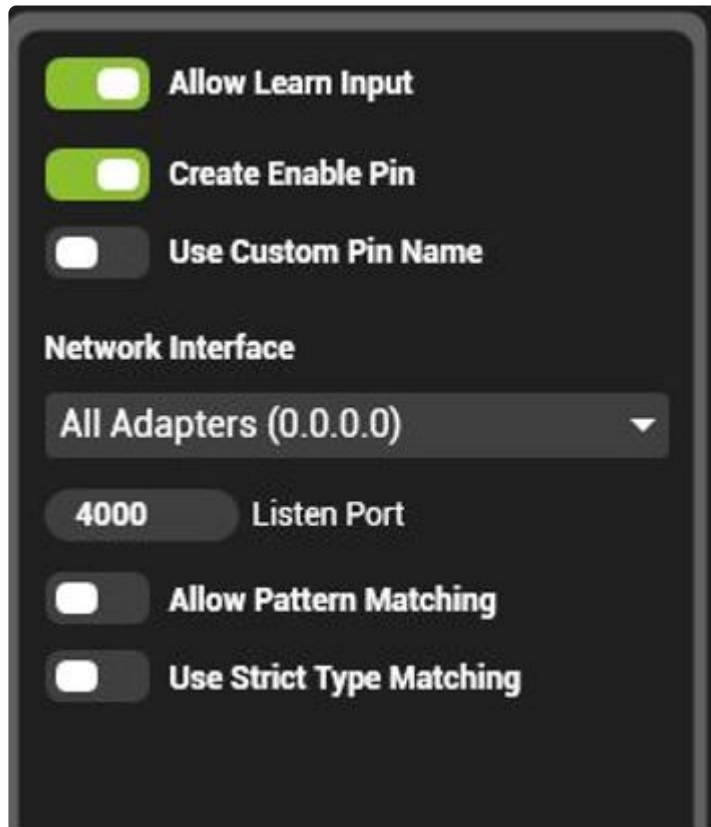 Allow Learn Input
Create Enable Pin
Use Custom Pin Name
Network Interface
All Adapters (0.0.0.0)
4000 Listen Port
Allow Pattern Matching
Use Strict Type Matching